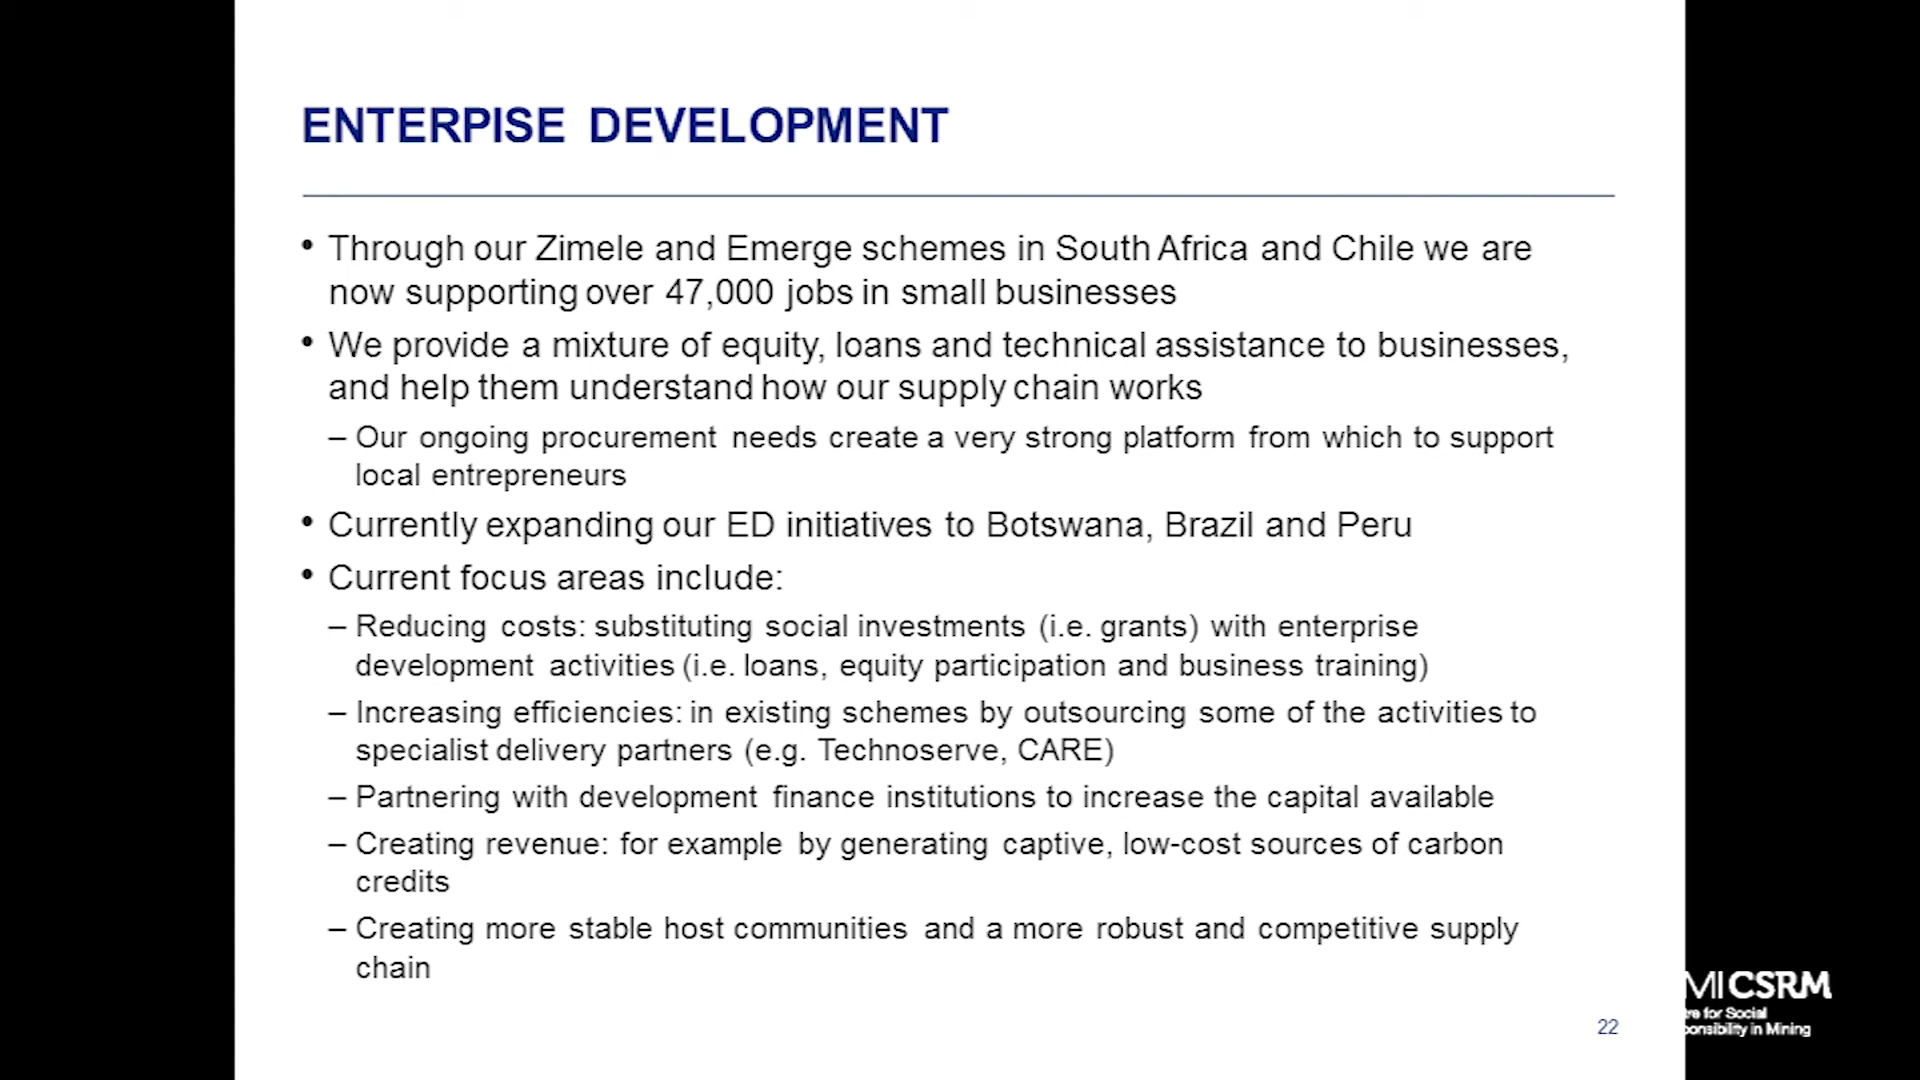 ENTERPISE DEVELOPMENT
• Through our Zimele and Emerge schemes in South Africa and Chile we are
now supporting over 47,000 jobs in small businesses
• We provide a mixture of equity, loans and technical assistance to businesses,
and help them understand how our supply chain works
– Our ongoing procurement needs create a very strong platform from which to support
local entrepreneurs
• Currently expanding our ED initiatives to Botswana, Brazil and Peru
• Current focus areas include:
– Reducing costs: substituting social investments (i.e. grants) with enterprise
development activities (i.e. loans, equity participation and business training)
– Increasing efficiencies: in existing schemes by outsourcing some of the activities to
specialist delivery partners (e.g. Technoserve, CARE)
– Partnering with development finance institutions to increase the capital available
– Creating revenue: for example by generating captive, low-cost sources of carbon
credits
– Creating more stable host communities and a more robust and competitive supply
chain
22
CSRM
for Social
in Mining